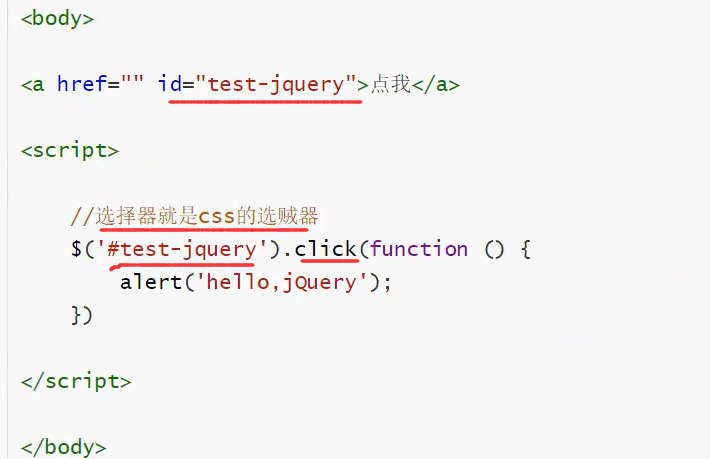 <body>
<a href="" id="test-jquery">点我</a>
<script>
//选择器就是css的选贼器
$('#test-jquery').click(function () {
alert('hello,jQuery');
})
</script>
</body>